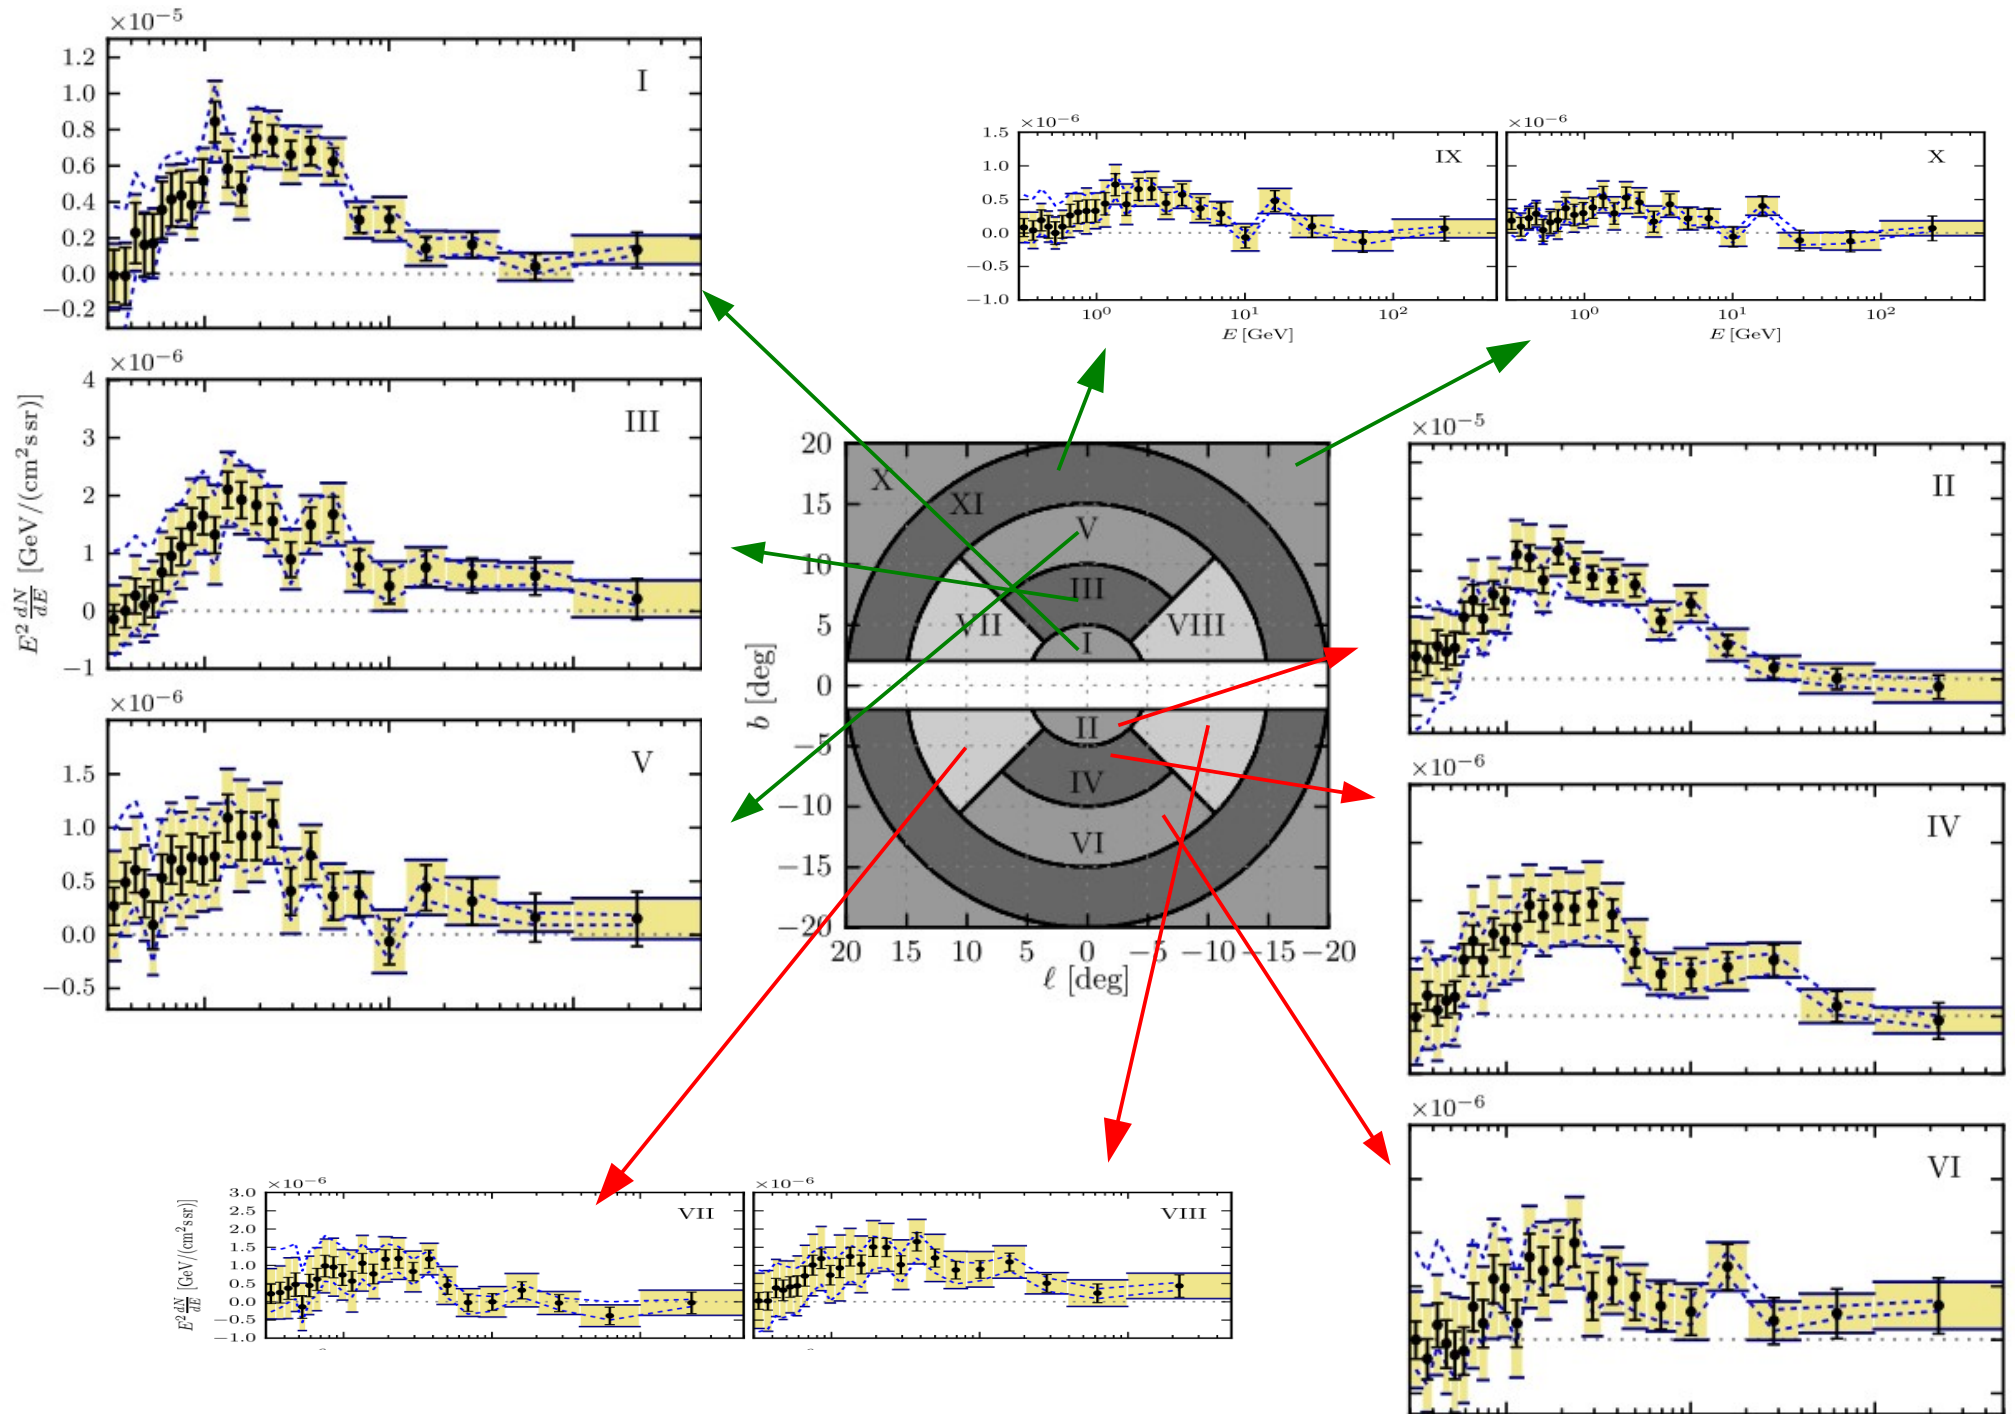 ×10⁻⁵
I
1.2
1.0
0.8
0.6
0.4
0.2
0.0
−0.2
×10⁻⁶
III
4
3
2
1
0
−1
E² dN/dE [GeV/(cm² s sr)]
×10⁻⁶
V
1.5
1.0
0.5
0.0
−0.5
×10⁻⁶
IX
1.5
1.0
0.5
0.0
−0.5
−1.0
10⁰ 10¹ 10²
E [GeV]
×10⁻⁶
X
10⁰ 10¹ 10²
E [GeV]
20
15
10
5
0
−5
−10
−15
−20
b [deg]
X
XI
V
III
VII
VIII
I
II
IV
VI
20 15 10 5 0 −5 −10 −15 −20
ℓ [deg]
×10⁻⁵
II
×10⁻⁶
IV
×10⁻⁶
VI
×10⁻⁶
VII
3.0
2.5
2.0
1.5
1.0
0.5
0.0
−0.5
−1.0
E² dN/dE [GeV/(cm² s sr)]
×10⁻⁶
VIII